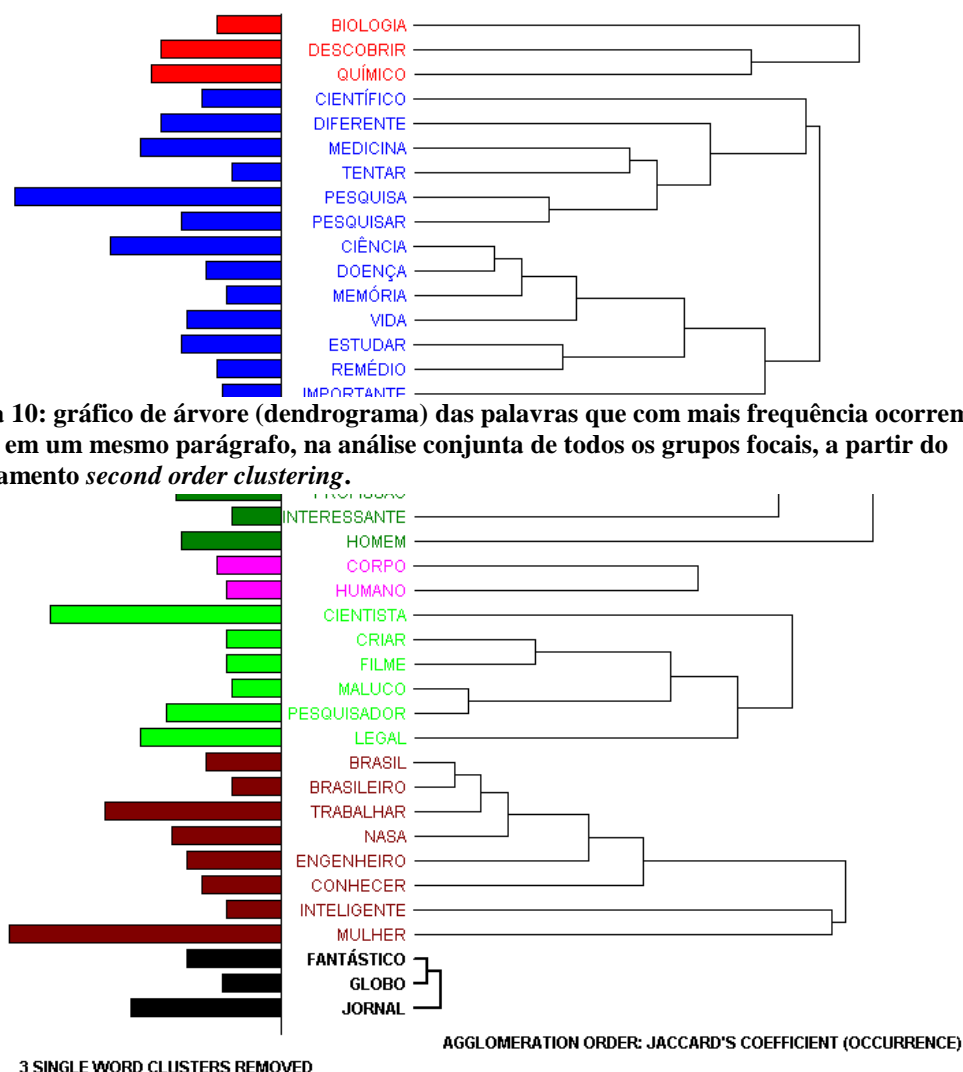 BIOLOGIA
DESCOBRIR
QUÍMICO
CIENTÍFICO
DIFERENTE
MEDICINA
TENTAR
PESQUISA
PESQUISAR
CIÊNCIA
DOENÇA
MEMÓRIA
VIDA
ESTUDAR
REMÉDIO
IMPORTANTE
a 10: gráfico de árvore (dendrograma) das palavras que com mais frequência ocorrem
em um mesmo parágrafo, na análise conjunta de todos os grupos focais, a partir do
amento second order clustering.
PROFISSÃO
INTERESSANTE
HOMEM
CORPO
HUMANO
CIENTISTA
CRIAR
FILME
MALUCO
PESQUISADOR
LEGAL
BRASIL
BRASILEIRO
TRABALHAR
NASA
ENGENHEIRO
CONHECER
INTELIGENTE
MULHER
FANTÁSTICO
GLOBO
JORNAL
AGGLOMERATION ORDER: JACCARD'S COEFFICIENT (OCCURRENCE)
3 SINGLE WORD CLUSTERS REMOVED